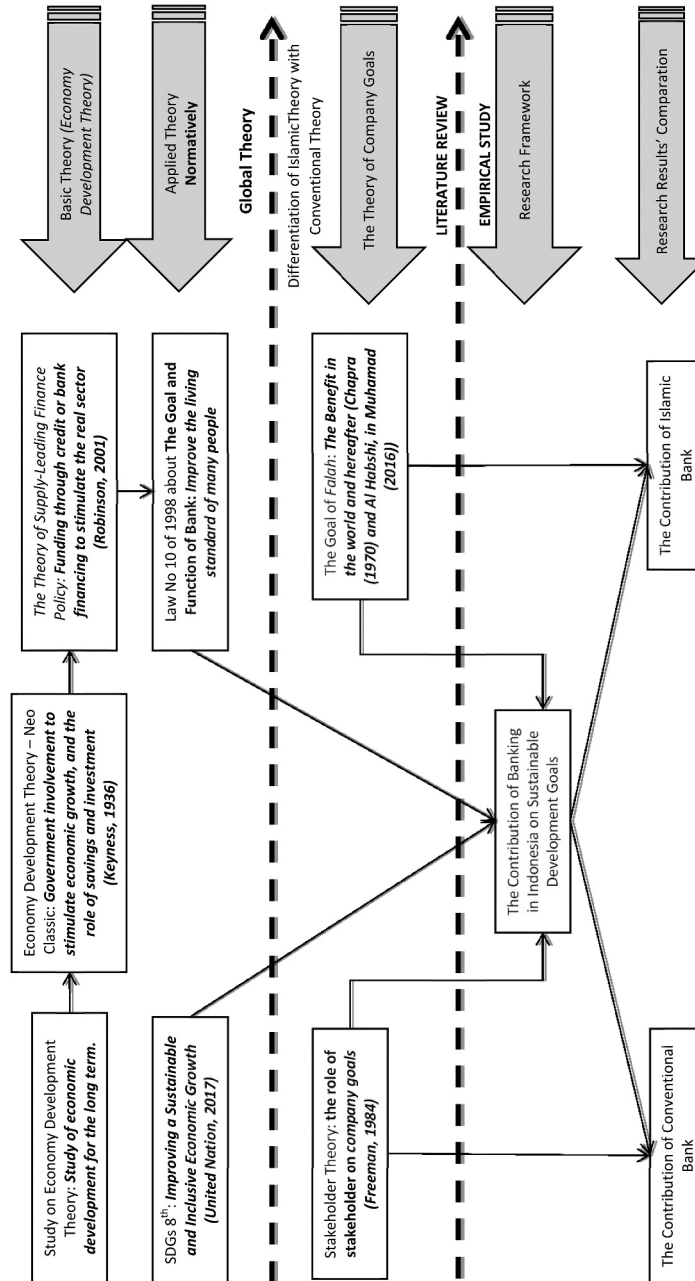 Study on Economy Development
Theory: Study of economic
development for the long term.
Economy Development Theory – Neo
Classic: Government involvement to
stimulate economic growth, and the
role of savings and investment
(Keyness, 1936)
The Theory of Supply-Leading Finance
Policy: Funding through credit or bank
financing to stimulate the real sector
(Robinson, 2001)
Basic Theory (Economy
Development Theory)
SDGs 8th: Improving a Sustainable
and Inclusive Economic Growth
(United Nation, 2017)
Law No 10 of 1998 about The Goal and
Function of Bank: Improve the living
standard of many people
Applied Theory
Normatively
Global Theory
Differentiation of IslamicTheory with
Conventional Theory
Stakeholder Theory: the role of
stakeholder on company goals
(Freeman, 1984)
The Goal of Falah: The Benefit in
the world and hereafter (Chapra
(1970) and Al Habshi, in Muhamad
(2016))
The Theory of Company Goals
LITERATURE REVIEW
EMPIRICAL STUDY
The Contribution of Banking
in Indonesia on Sustainable
Development Goals
Research Framework
The Contribution of Conventional
Bank
The Contribution of Islamic
Bank
Research Results’ Comparation